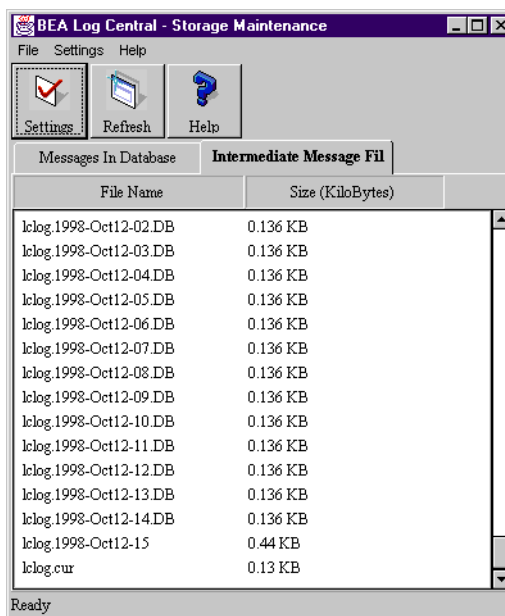 BEA Log Central - Storage Maintenance
File Settings Help
Settings Refresh Help
Messages In Database Intermediate Message Fil
File Name Size (KiloBytes)
lclog.1998-Oct12-02.DB 0.136 KB
lclog.1998-Oct12-03.DB 0.136 KB
lclog.1998-Oct12-04.DB 0.136 KB
lclog.1998-Oct12-05.DB 0.136 KB
lclog.1998-Oct12-06.DB 0.136 KB
lclog.1998-Oct12-07.DB 0.136 KB
lclog.1998-Oct12-08.DB 0.136 KB
lclog.1998-Oct12-09.DB 0.136 KB
lclog.1998-Oct12-10.DB 0.136 KB
lclog.1998-Oct12-11.DB 0.136 KB
lclog.1998-Oct12-12.DB 0.136 KB
lclog.1998-Oct12-13.DB 0.136 KB
lclog.1998-Oct12-14.DB 0.136 KB
lclog.1998-Oct12-15 0.44 KB
lclog.cur 0.13 KB
Ready